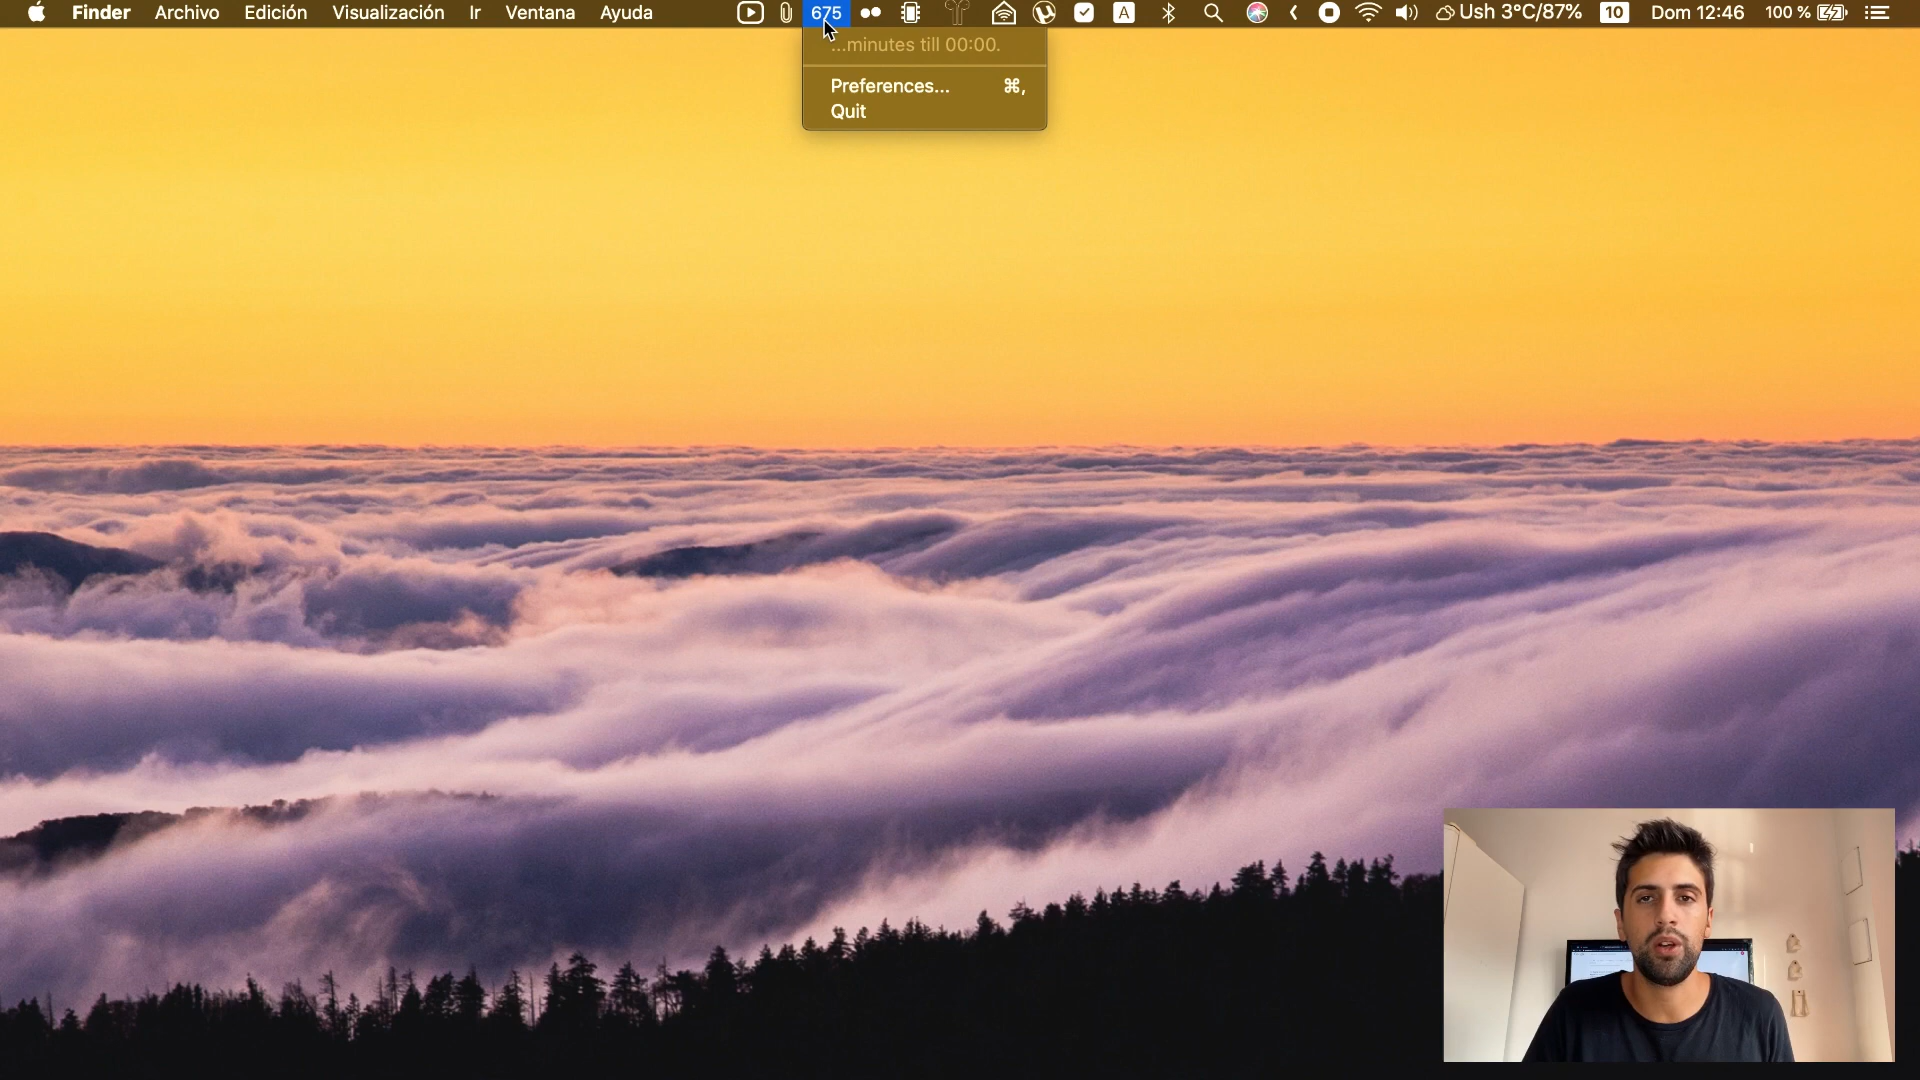 Finder Archivo Edición Visualización Ir Ventana Ayuda 675 A Ush 3°C/87% 10 Dom 12:46 100 %
...minutes till 00:00.
Preferences... ⌘,
Quit